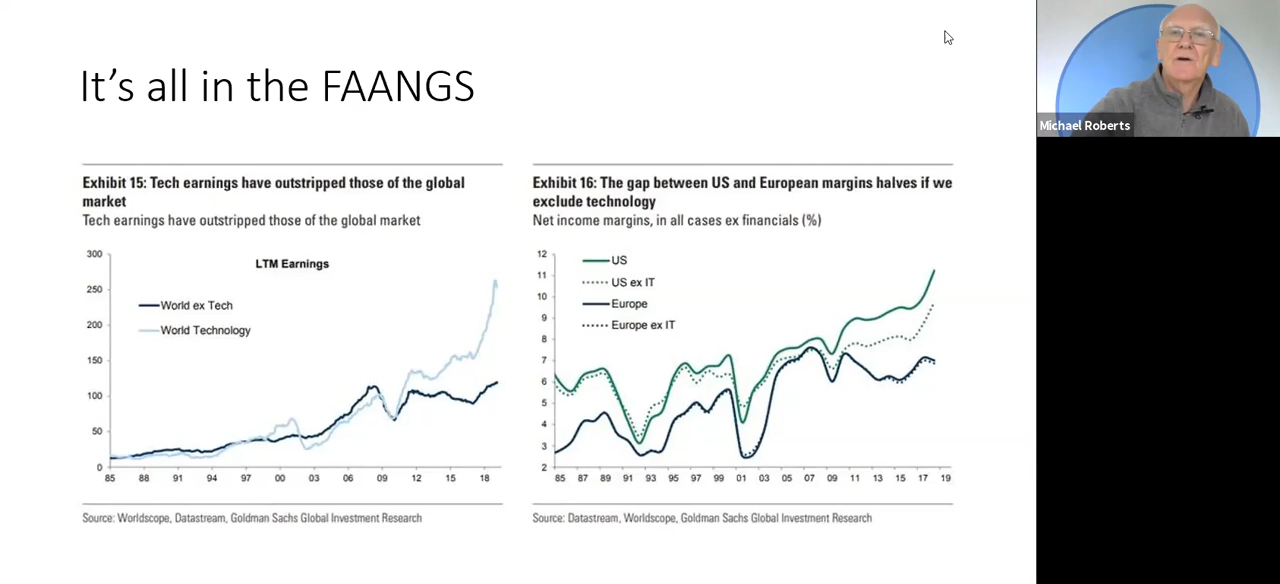 It's all in the FAANGS
Michael Roberts
Exhibit 15: Tech earnings have outstripped those of the global
market
Tech earnings have outstripped those of the global market
300
LTM Earnings
250
World ex Tech
200
World Technology
150
100
50
0
85 88 91 94 97 00 03 06 09 12 15 18
Source: Worldscope, Datastream, Goldman Sachs Global Investment Research
Exhibit 16: The gap between US and European margins halves if we
exclude technology
Net income margins, in all cases ex financials (%)
12
US
11
US ex IT
10
Europe
9
Europe ex IT
8
7
6
5
4
3
2
85 87 89 91 93 95 97 99 01 03 05 07 09 11 13 15 17 19
Source: Datastream, Worldscope, Goldman Sachs Global Investment Research